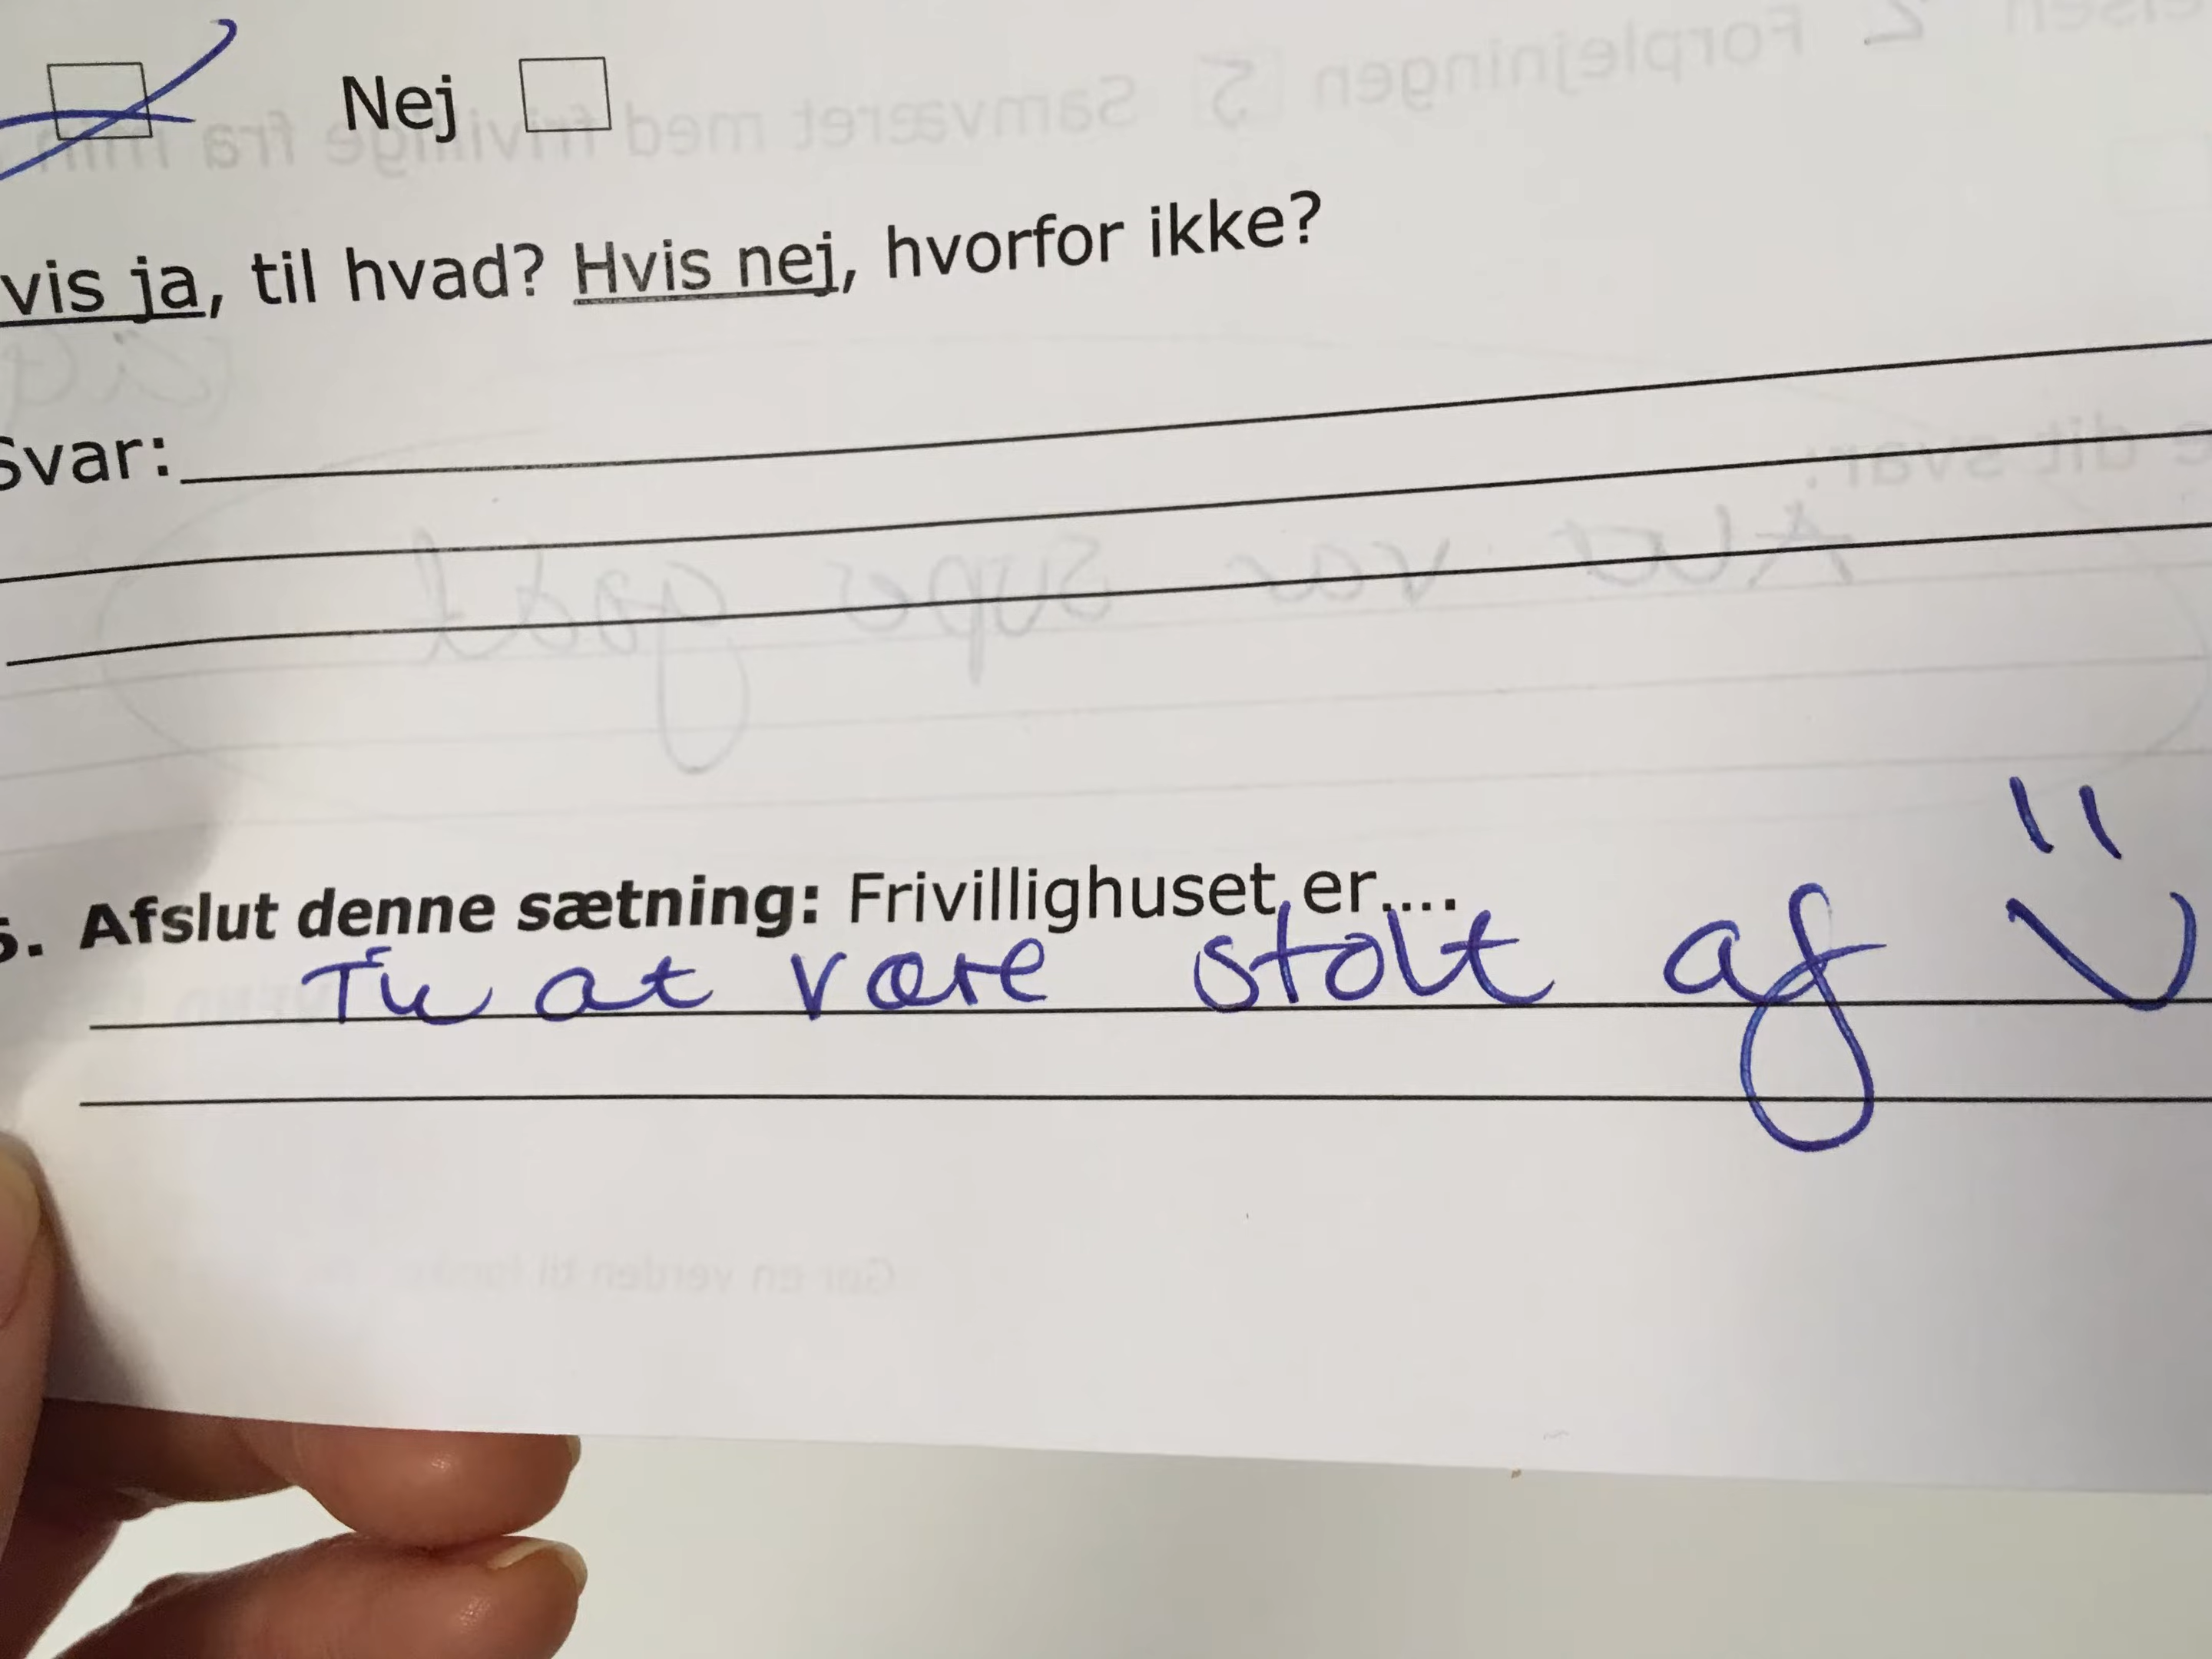 Nej
vis ja, til hvad? Hvis nej, hvorfor ikke?
Svar:
5. Afslut denne sætning: Frivillighuset er....
Til at være stolt af